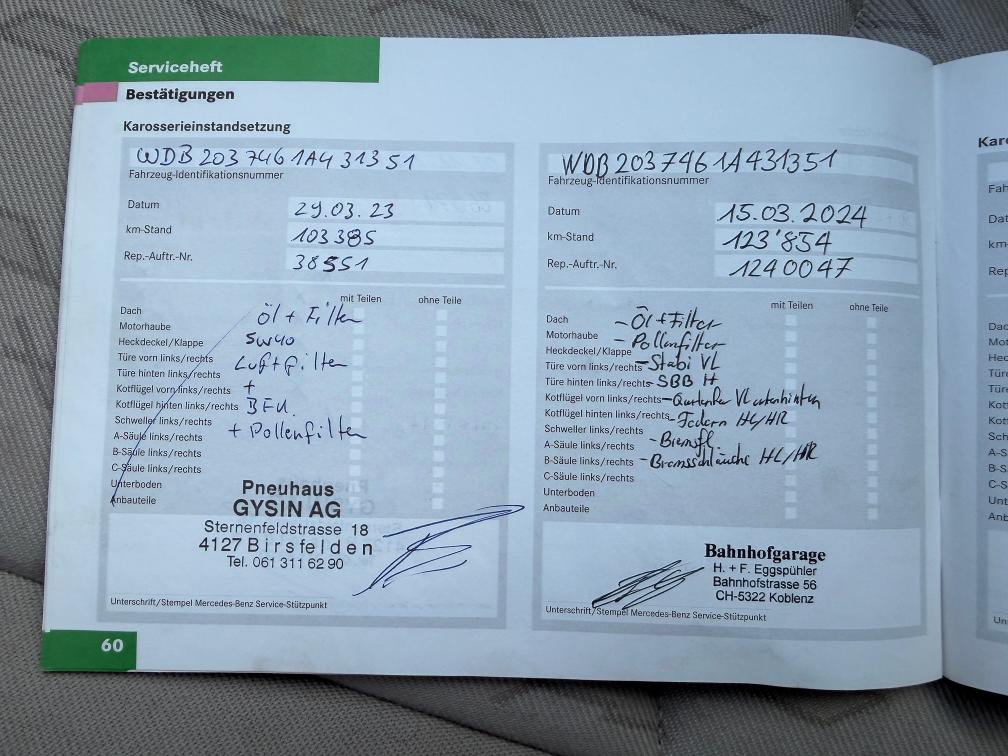 Serviceheft
Bestätigungen
Karosserieinstandsetzung
WDB2037461A431351
Fahrzeug-Identifikationsnummer
Datum 29.03.23
km-Stand 103385
Rep.-Auftr.-Nr. 38551
mit Teilen ohne Teile
Dach
Motorhaube
Heckdeckel/Klappe
Türe vorn links/rechts
Türe hinten links/rechts
Kotflügel vorn links/rechts
Kotflügel hinten links/rechts
Schweller links/rechts
A-Säule links/rechts
B-Säule links/rechts
C-Säule links/rechts
Unterboden
Anbauteile
Öl + Filter
5W40
Luftfilter
+
+ Pollenfilter
Pneuhaus
GYSIN AG
Sternenfeldstrasse 18
4127 Birsfelden
Tel. 061 311 62 90
Unterschrift/Stempel Mercedes-Benz Service-Stützpunkt
60
WDB2037461A431351
Fahrzeug-Identifikationsnummer
Datum 15.03.2024
km-Stand 123'854
Rep.-Auftr.-Nr. 1240047
mit Teilen ohne Teile
Dach
Motorhaube
Heckdeckel/Klappe
Türe vorn links/rechts
Türe hinten links/rechts
Kotflügel vorn links/rechts
Kotflügel hinten links/rechts
Schweller links/rechts
A-Säule links/rechts
B-Säule links/rechts
C-Säule links/rechts
Unterboden
Anbauteile
- Öl + Filter
- Pollenfilter
- Stabi VL
- SBB H
- VL
- Federn HL/HR
- Bremsfl.
- Bremsschläuche HL/HR
Bahnhofgarage
H. + F. Eggspühler
Bahnhofstrasse 56
CH-5322 Koblenz
Unterschrift/Stempel Mercedes-Benz Service-Stützpunkt